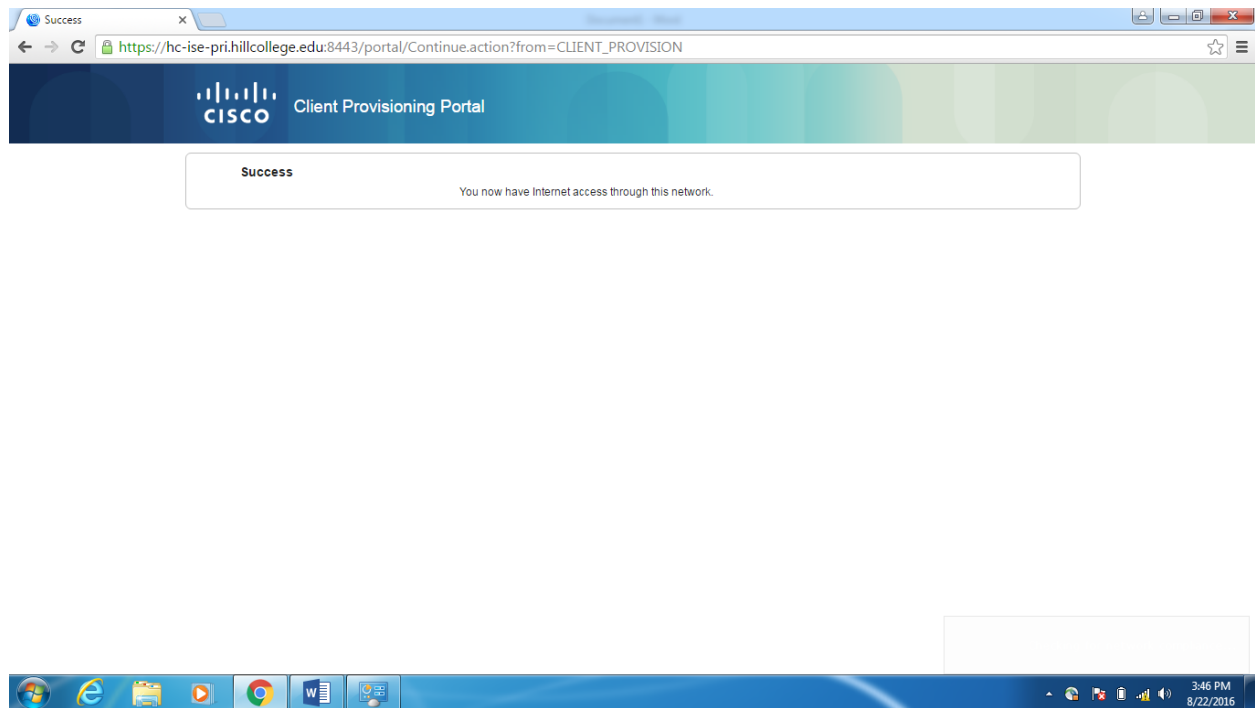 Success
https://hc-ise-pri.hillcollege.edu:8443/portal/Continue.action?from=CLIENT_PROVISION
CISCO Client Provisioning Portal
Success
You now have Internet access through this network.
3:46 PM
8/22/2016